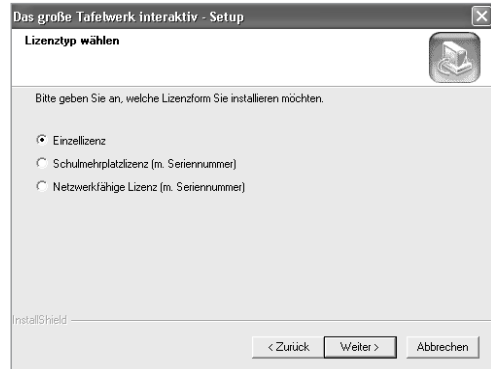 Das große Tafelwerk interaktiv - Setup
Lizenztyp wählen
Bitte geben Sie an, welche Lizenzform Sie installieren möchten.
Einzellizenz
Schulmehrplatzlizenz (m. Seriennummer)
Netzwerkfähige Lizenz (m. Seriennummer)
InstallShield
< Zurück Weiter > Abbrechen